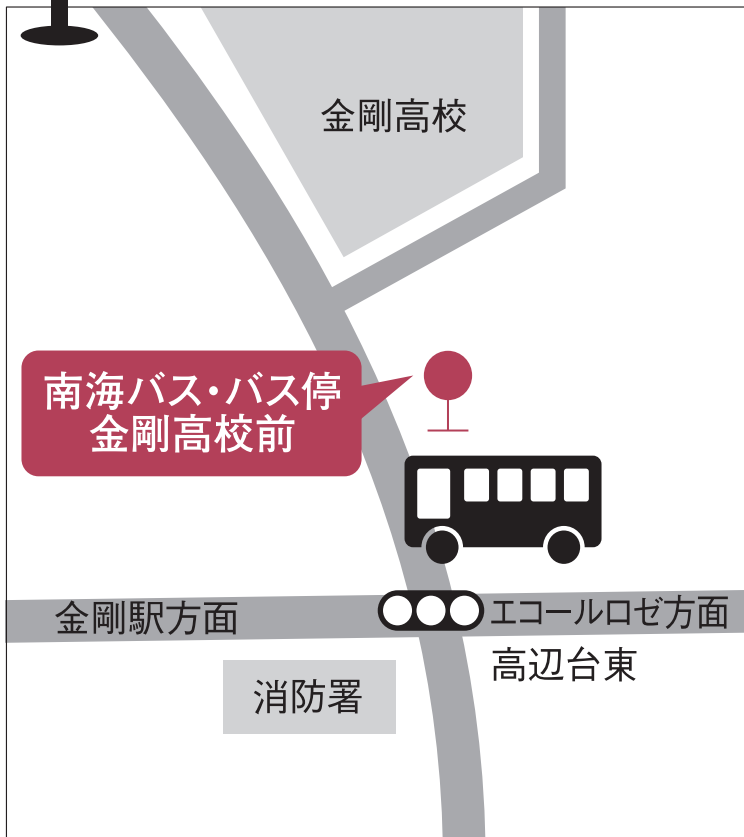 金剛高校
南海バス・バス停
金剛高校前
金剛駅方面
エコールロゼ方面
高辺台東
消防署